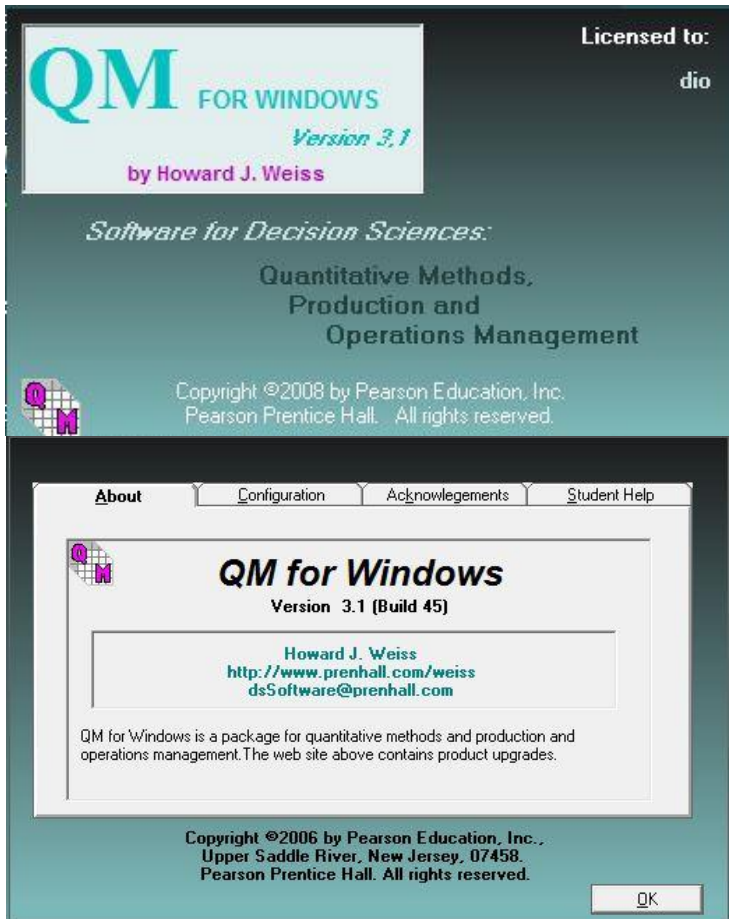 Licensed to:
dio
QM FOR WINDOWS
Version 3,1
by Howard J. Weiss
Software for Decision Sciences:
Quantitative Methods,
Production and
Operations Management
QM
Copyright ©2008 by Pearson Education, Inc.
Pearson Prentice Hall. All rights reserved.
About Configuration Acknowlegements Student Help
QM
QM for Windows
Version 3.1 (Build 45)
Howard J. Weiss
http://www.prenhall.com/weiss
dsSoftware@prenhall.com
QM for Windows is a package for quantitative methods and production and
operations management.The web site above contains product upgrades.
Copyright ©2006 by Pearson Education, Inc.,
Upper Saddle River, New Jersey, 07458.
Pearson Prentice Hall. All rights reserved.
OK